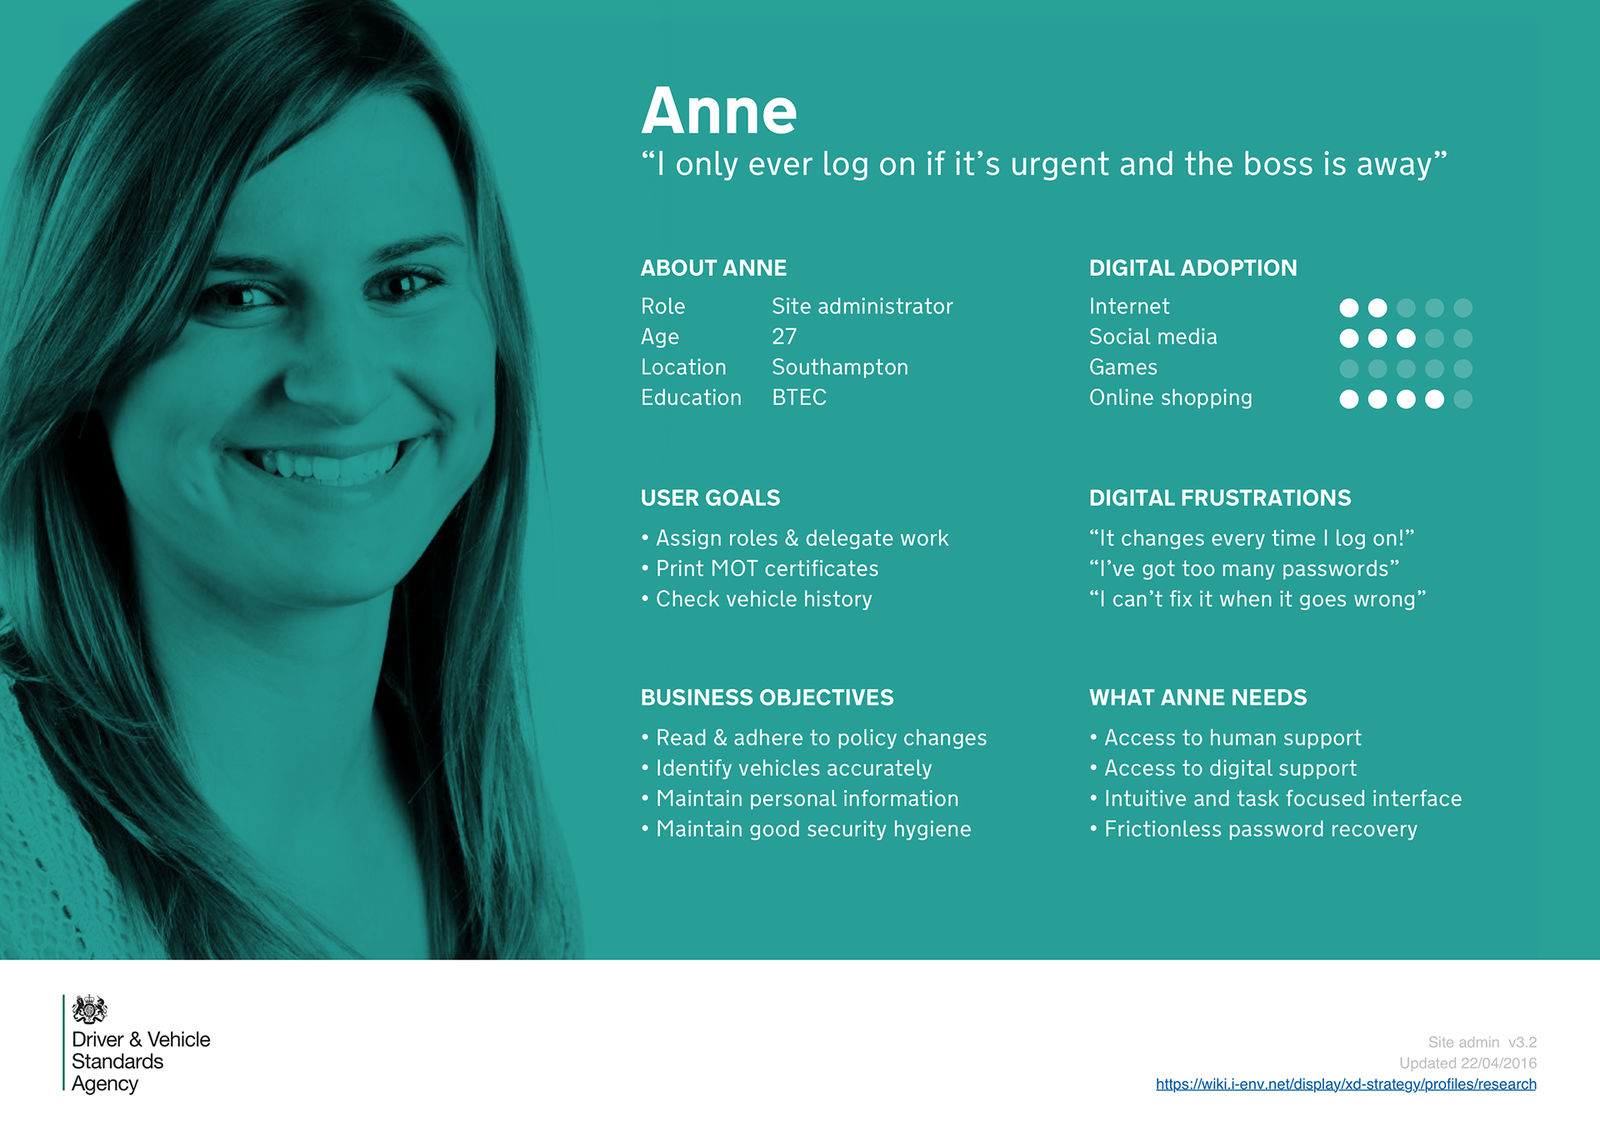 Anne
“I only ever log on if it’s urgent and the boss is away”
ABOUT ANNE
Role Site administrator
Age 27
Location Southampton
Education BTEC
DIGITAL ADOPTION
Internet
Social media
Games
Online shopping
USER GOALS
• Assign roles & delegate work
• Print MOT certificates
• Check vehicle history
DIGITAL FRUSTRATIONS
“It changes every time I log on!”
“I’ve got too many passwords”
“I can’t fix it when it goes wrong”
BUSINESS OBJECTIVES
• Read & adhere to policy changes
• Identify vehicles accurately
• Maintain personal information
• Maintain good security hygiene
WHAT ANNE NEEDS
• Access to human support
• Access to digital support
• Intuitive and task focused interface
• Frictionless password recovery
Driver & Vehicle
Standards
Agency
Site admin v3.2
Updated 22/04/2016
https://wiki.i-env.net/display/xd-strategy/profiles/research